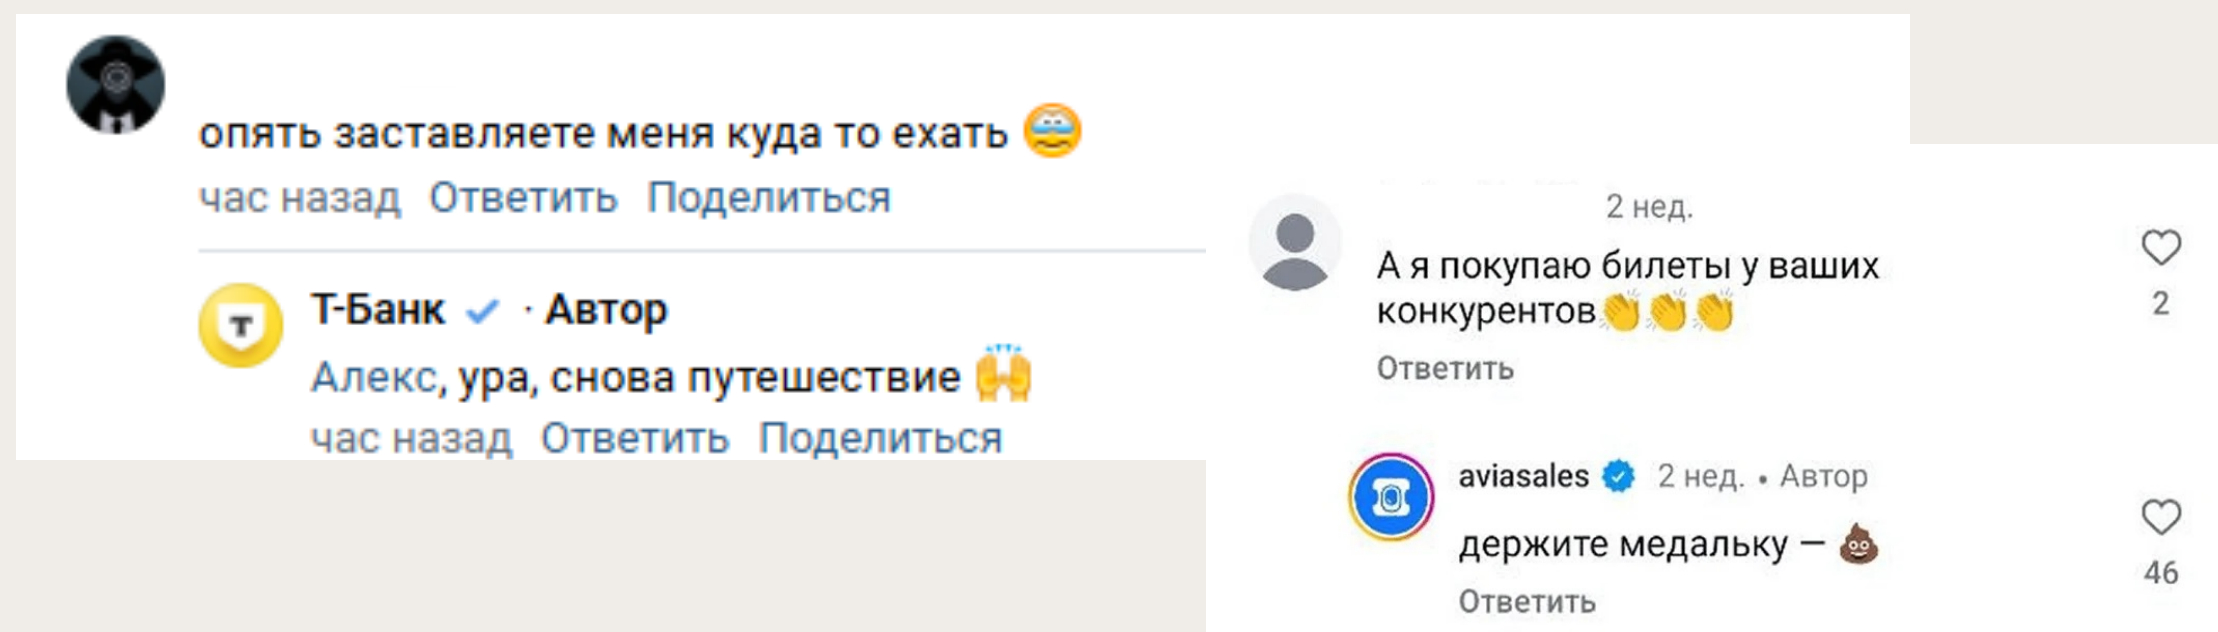 опять заставляете меня куда то ехать
час назад Ответить Поделиться
Т-Банк · Автор
Алекс, ура, снова путешествие 🙌
час назад Ответить Поделиться
2 нед.
А я покупаю билеты у ваших
конкурентов👏👏👏
2
Ответить
aviasales 2 нед. • Автор
держите медальку — 💩
46
Ответить